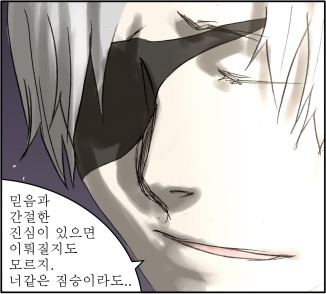 믿음과
간절한
진심이 있으면
이뤄질지도
모르지.
너같은 짐승이라도..